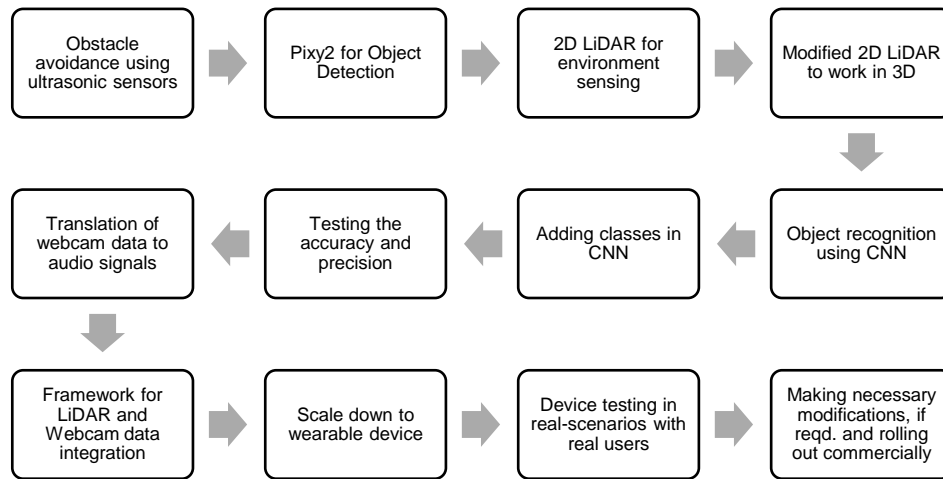 Obstacle
avoidance using
ultrasonic sensors
Pixy2 for Object
Detection
2D LiDAR for
environment
sensing
Modified 2D LiDAR
to work in 3D
Object recognition
using CNN
Adding classes in
CNN
Testing the
accuracy and
precision
Translation of
webcam data to
audio signals
Framework for
LiDAR and
Webcam data
integration
Scale down to
wearable device
Device testing in
real-scenarios with
real users
Making necessary
modifications, if
reqd. and rolling
out commercially